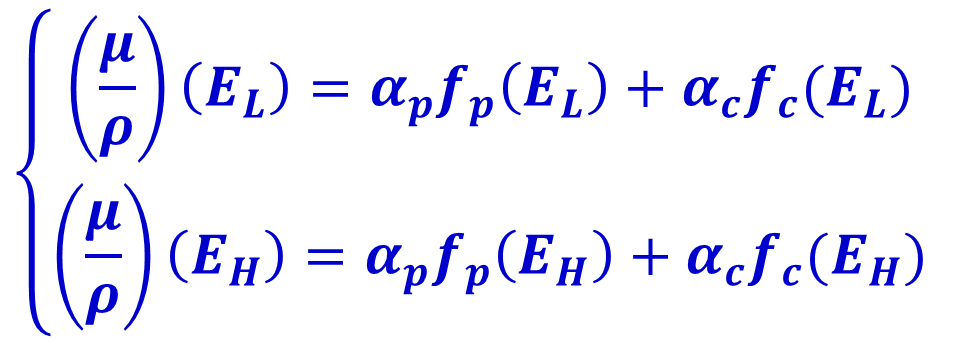 (μ/ρ)(E_L) = α_p f_p(E_L) + α_c f_c(E_L)
(μ/ρ)(E_H) = α_p f_p(E_H) + α_c f_c(E_H)